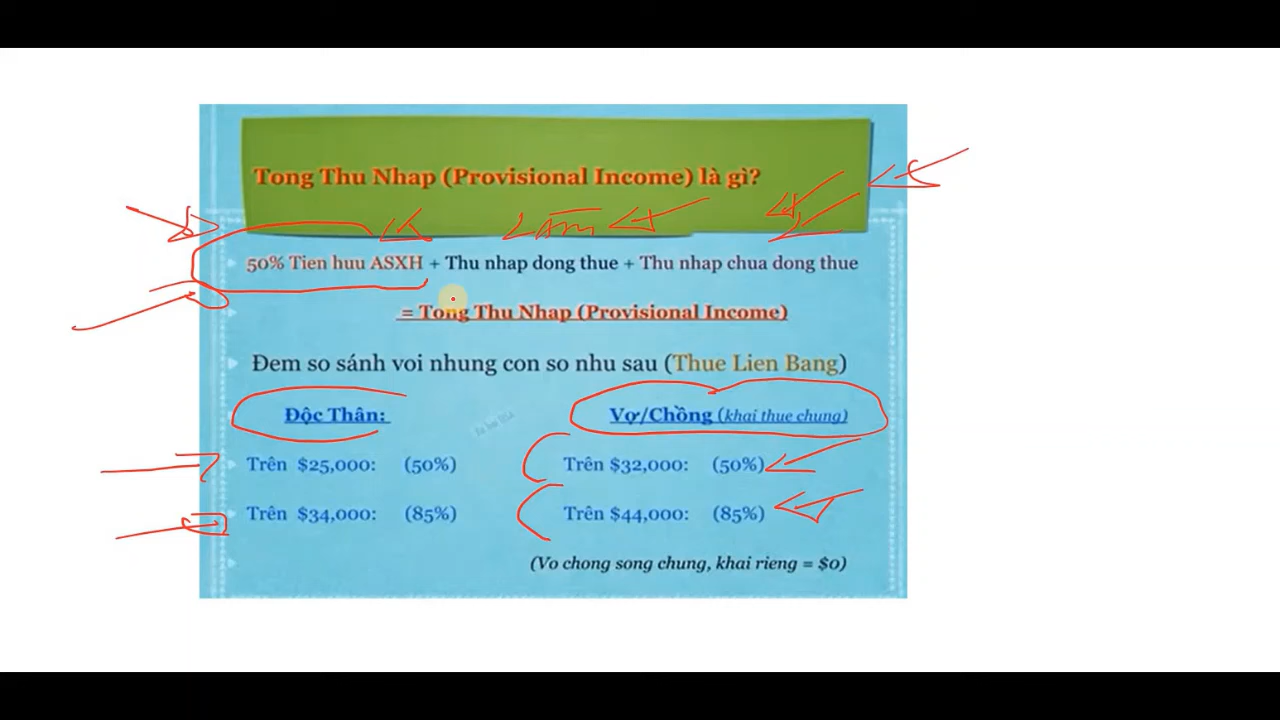 Tong Thu Nhap (Provisional Income) là gì?
LAM
50% Tien huu ASXH + Thu nhap dong thue + Thu nhap chua dong thue
= Tong Thu Nhap (Provisional Income)
Đem so sánh voi nhung con so nhu sau (Thue Lien Bang)
Độc Thân: Vợ/Chồng (khai thue chung)
Trên $25,000: (50%) Trên $32,000: (50%)
Trên $34,000: (85%) Trên $44,000: (85%)
(Vo chong song chung, khai rieng = $0)